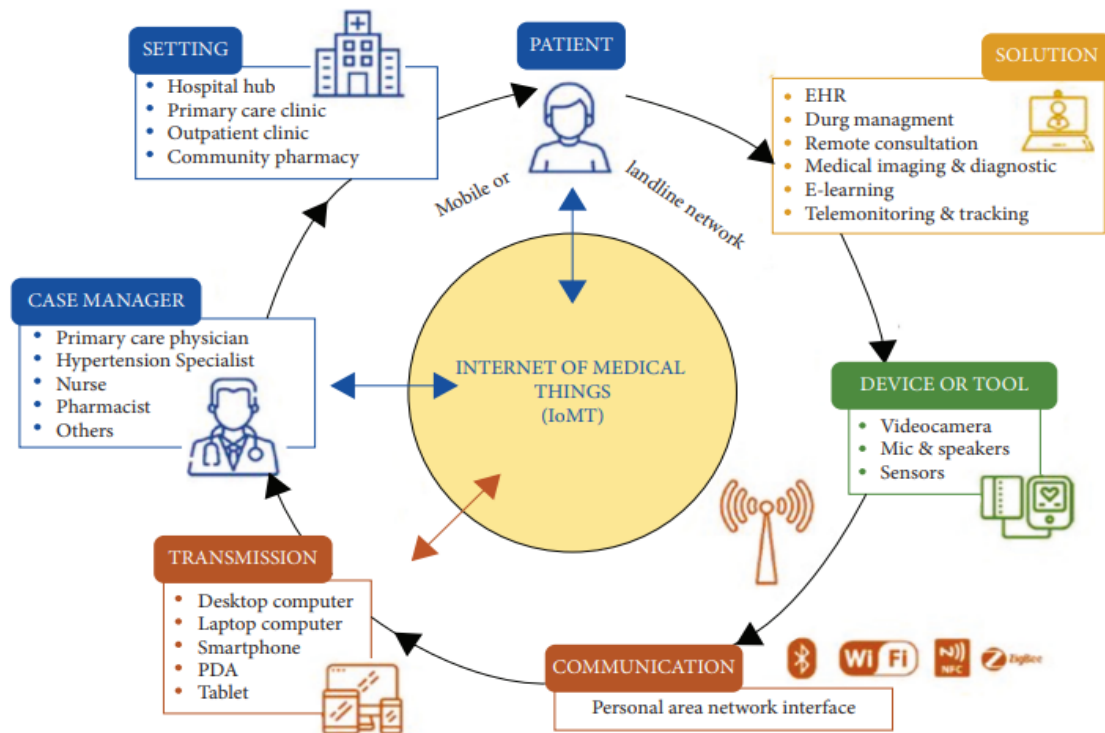 SETTING
• Hospital hub
• Primary care clinic
• Outpatient clinic
• Community pharmacy
PATIENT
Mobile or landline network
SOLUTION
• EHR
• Durg managment
• Remote consultation
• Medical imaging & diagnostic
• E-learning
• Telemonitoring & tracking
CASE MANAGER
• Primary care physician
• Hypertension Specialist
• Nurse
• Pharmacist
• Others
INTERNET OF MEDICAL
THINGS
(IoMT)
DEVICE OR TOOL
• Videocamera
• Mic & speakers
• Sensors
TRANSMISSION
• Desktop computer
• Laptop computer
• Smartphone
• PDA
• Tablet
COMMUNICATION
Personal area network interface
WiFi
NFC
ZigBee